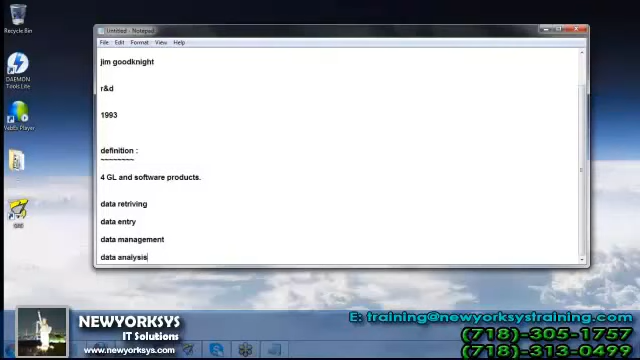 Recycle Bin
DAEMON
Tools Lite
WebEx Player
Untitled - Notepad
File Edit Format View Help
jim goodknight
r&d
1993
definition :
~~~~~~~~
4 GL and software products.
data retriving
data entry
data management
data analysis
NEWYORKSYS
IT Solutions
www.newyorksys.com
E: training@newyorksystraining.com
(718)-305-1757
(718)-313-0499